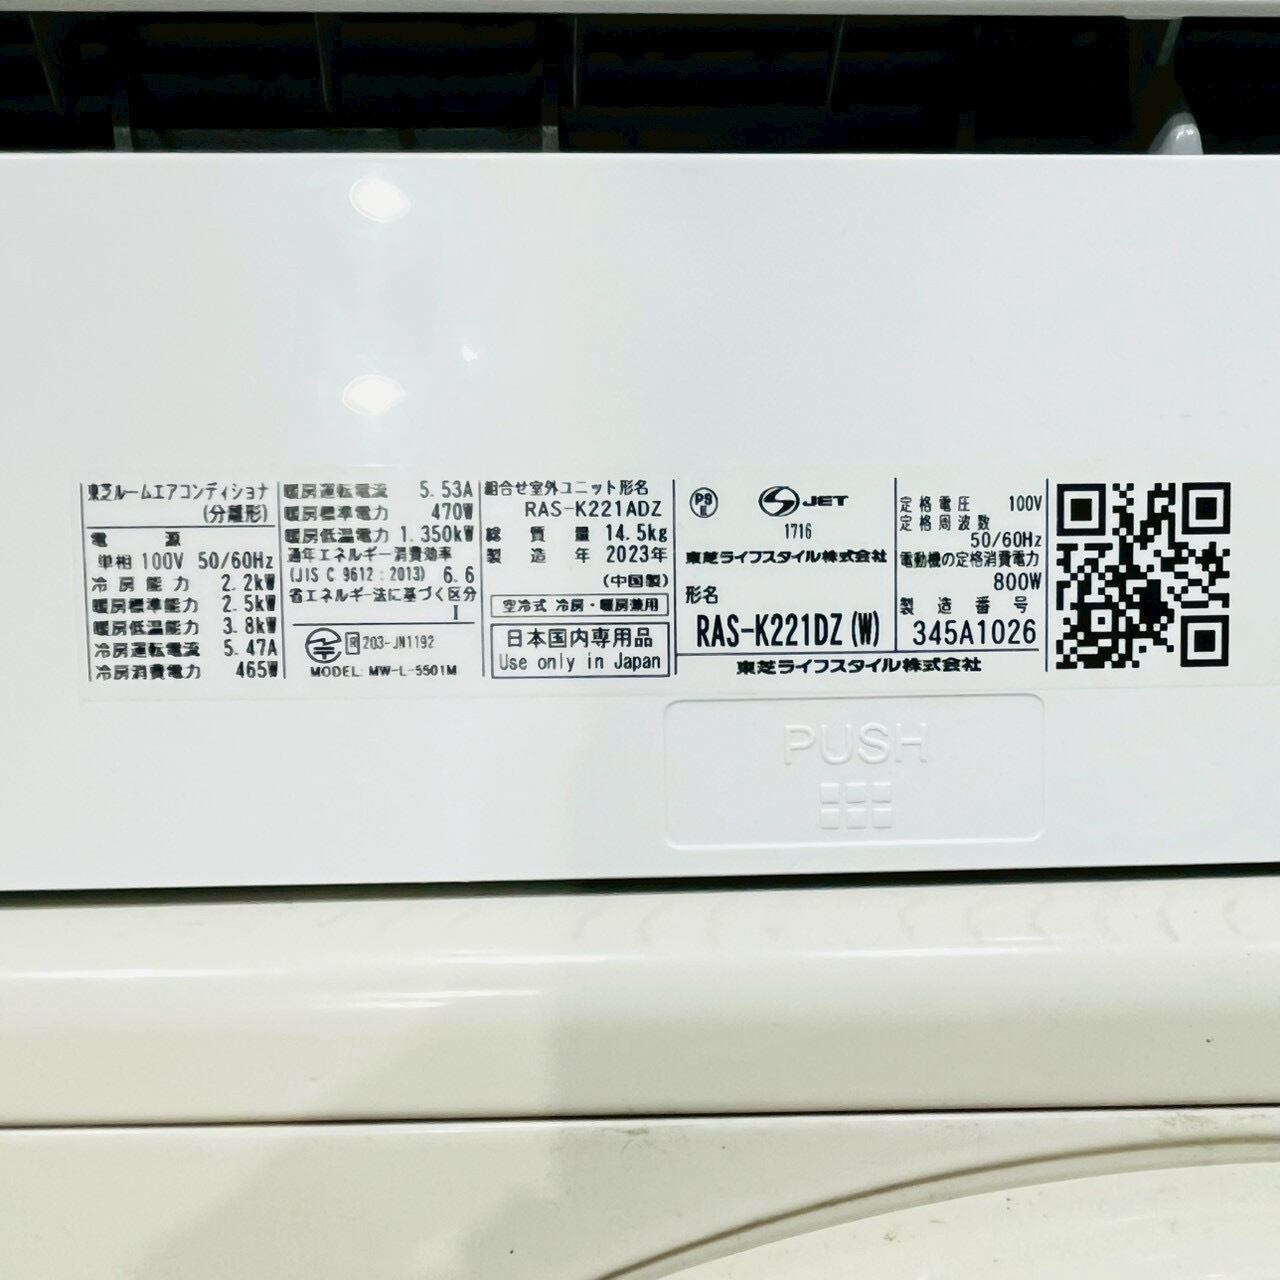 東芝ルームエアコンディショナ
(分離形)
電源
単相 100V 50/60Hz
冷房能力 2.2kW
暖房標準能力 2.5kW
暖房低温能力 3.8kW
冷房運転電流 5.47A
冷房消費電力 465W
暖房運転電流 5.53A
暖房標準電力 470W
暖房低温電力 1.350kW
通年エネルギー消費効率
(JIS C 9612:2013) 6.6
省エネルギー法に基づく区分
I
R 203-JN1192
MODEL: MW-L-5501M
組合せ室外ユニット形名
RAS-K221ADZ
総質量 14.5kg
製造年 2023年
(中国製)
空冷式 冷房・暖房兼用
日本国内専用品
Use only in Japan
PS
E
JET
1716
東芝ライフスタイル株式会社
形名
RAS-K221DZ(W)
定格電圧 100V
定格周波数
50/60Hz
電動機の定格消費電力
800W
製造番号
345A1026
東芝ライフスタイル株式会社
PUSH